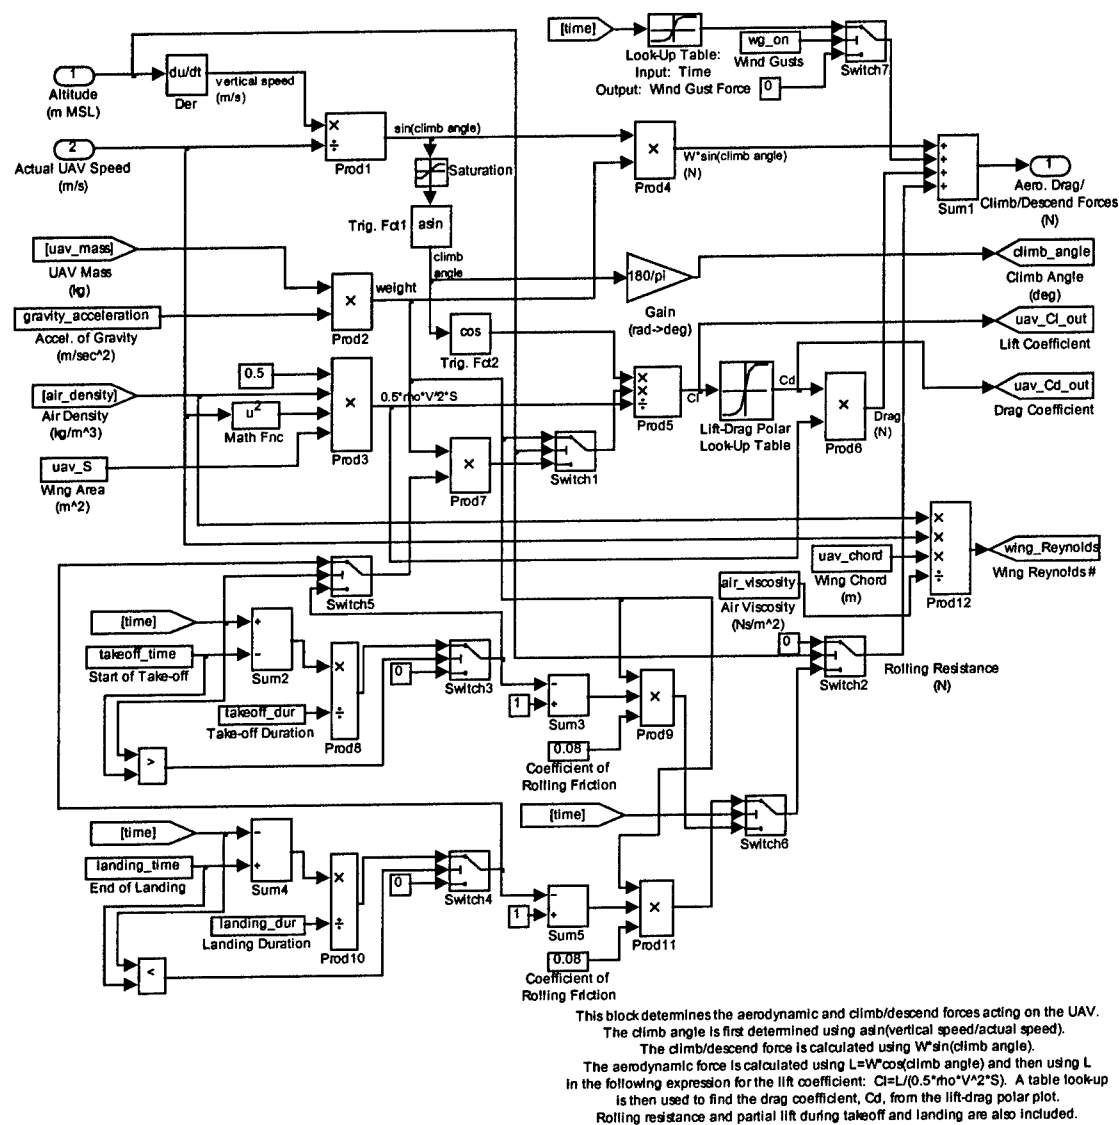 [time]
Look-Up Table:
Input: Time
Output: Wind Gust Force
wg_on
Wind Gusts
0
Switch7
1
Altitude
(m MSL)
du/dt
Der
vertical speed
(m/s)
2
Actual UAV Speed
(m/s)
×
÷
Prod1
sin(climb angle)
Saturation
Trig. Fct1
asin
climb
angle
×
Prod4
W*sin(climb angle)
(N)
+
+
+
+
Sum1
1
Aero. Drag/
Climb/Descend Forces
(N)
[uav_mass]
UAV Mass
(kg)
gravity_acceleration
Accel. of Gravity
(m/sec^2)
×
Prod2
weight
180/pi
Gain
(rad->deg)
climb_angle
Climb Angle
(deg)
uav_Cl_out
Lift Coefficient
uav_Cd_out
Drag Coefficient
cos
Trig. Fct2
0.5
[air_density]
Air Density
(kg/m^3)
u²
Math Fnc
uav_S
Wing Area
(m^2)
×
Prod3
0.5*rho*V^2*S
×
×
÷
Prod5
Cl
Lift-Drag Polar
Look-Up Table
Cd
×
Prod6
Drag
(N)
×
Prod7
Switch1
×
×
×
÷
Prod12
uav_chord
Wing Chord
(m)
air_viscosity
Air Viscosity
(Ns/m^2)
wing_Reynolds
Wing Reynolds #
Switch5
[time]
takeoff_time
Start of Take-off
+
-
Sum2
takeoff_dur
Take-off Duration
×
÷
Prod8
>
0
Switch3
1
-
+
Sum3
0.08
Coefficient of
Rolling Friction
×
Prod9
0
Switch2
Rolling Resistance
(N)
[time]
Switch6
[time]
landing_time
End of Landing
-
+
Sum4
landing_dur
Landing Duration
×
÷
Prod10
<
0
Switch4
1
-
+
Sum5
0.08
Coefficient of
Rolling Friction
×
Prod11
This block determines the aerodynamic and climb/descend forces acting on the UAV.
The climb angle is first determined using asin(vertical speed/actual speed).
The climb/descend force is calculated using W*sin(climb angle).
The aerodynamic force is calculated using L=W*cos(climb angle) and then using L
in the following expression for the lift coefficient: Cl=L/(0.5*rho*V^2*S). A table look-up
is then used to find the drag coefficient, Cd, from the lift-drag polar plot.
Rolling resistance and partial lift during takeoff and landing are also included.